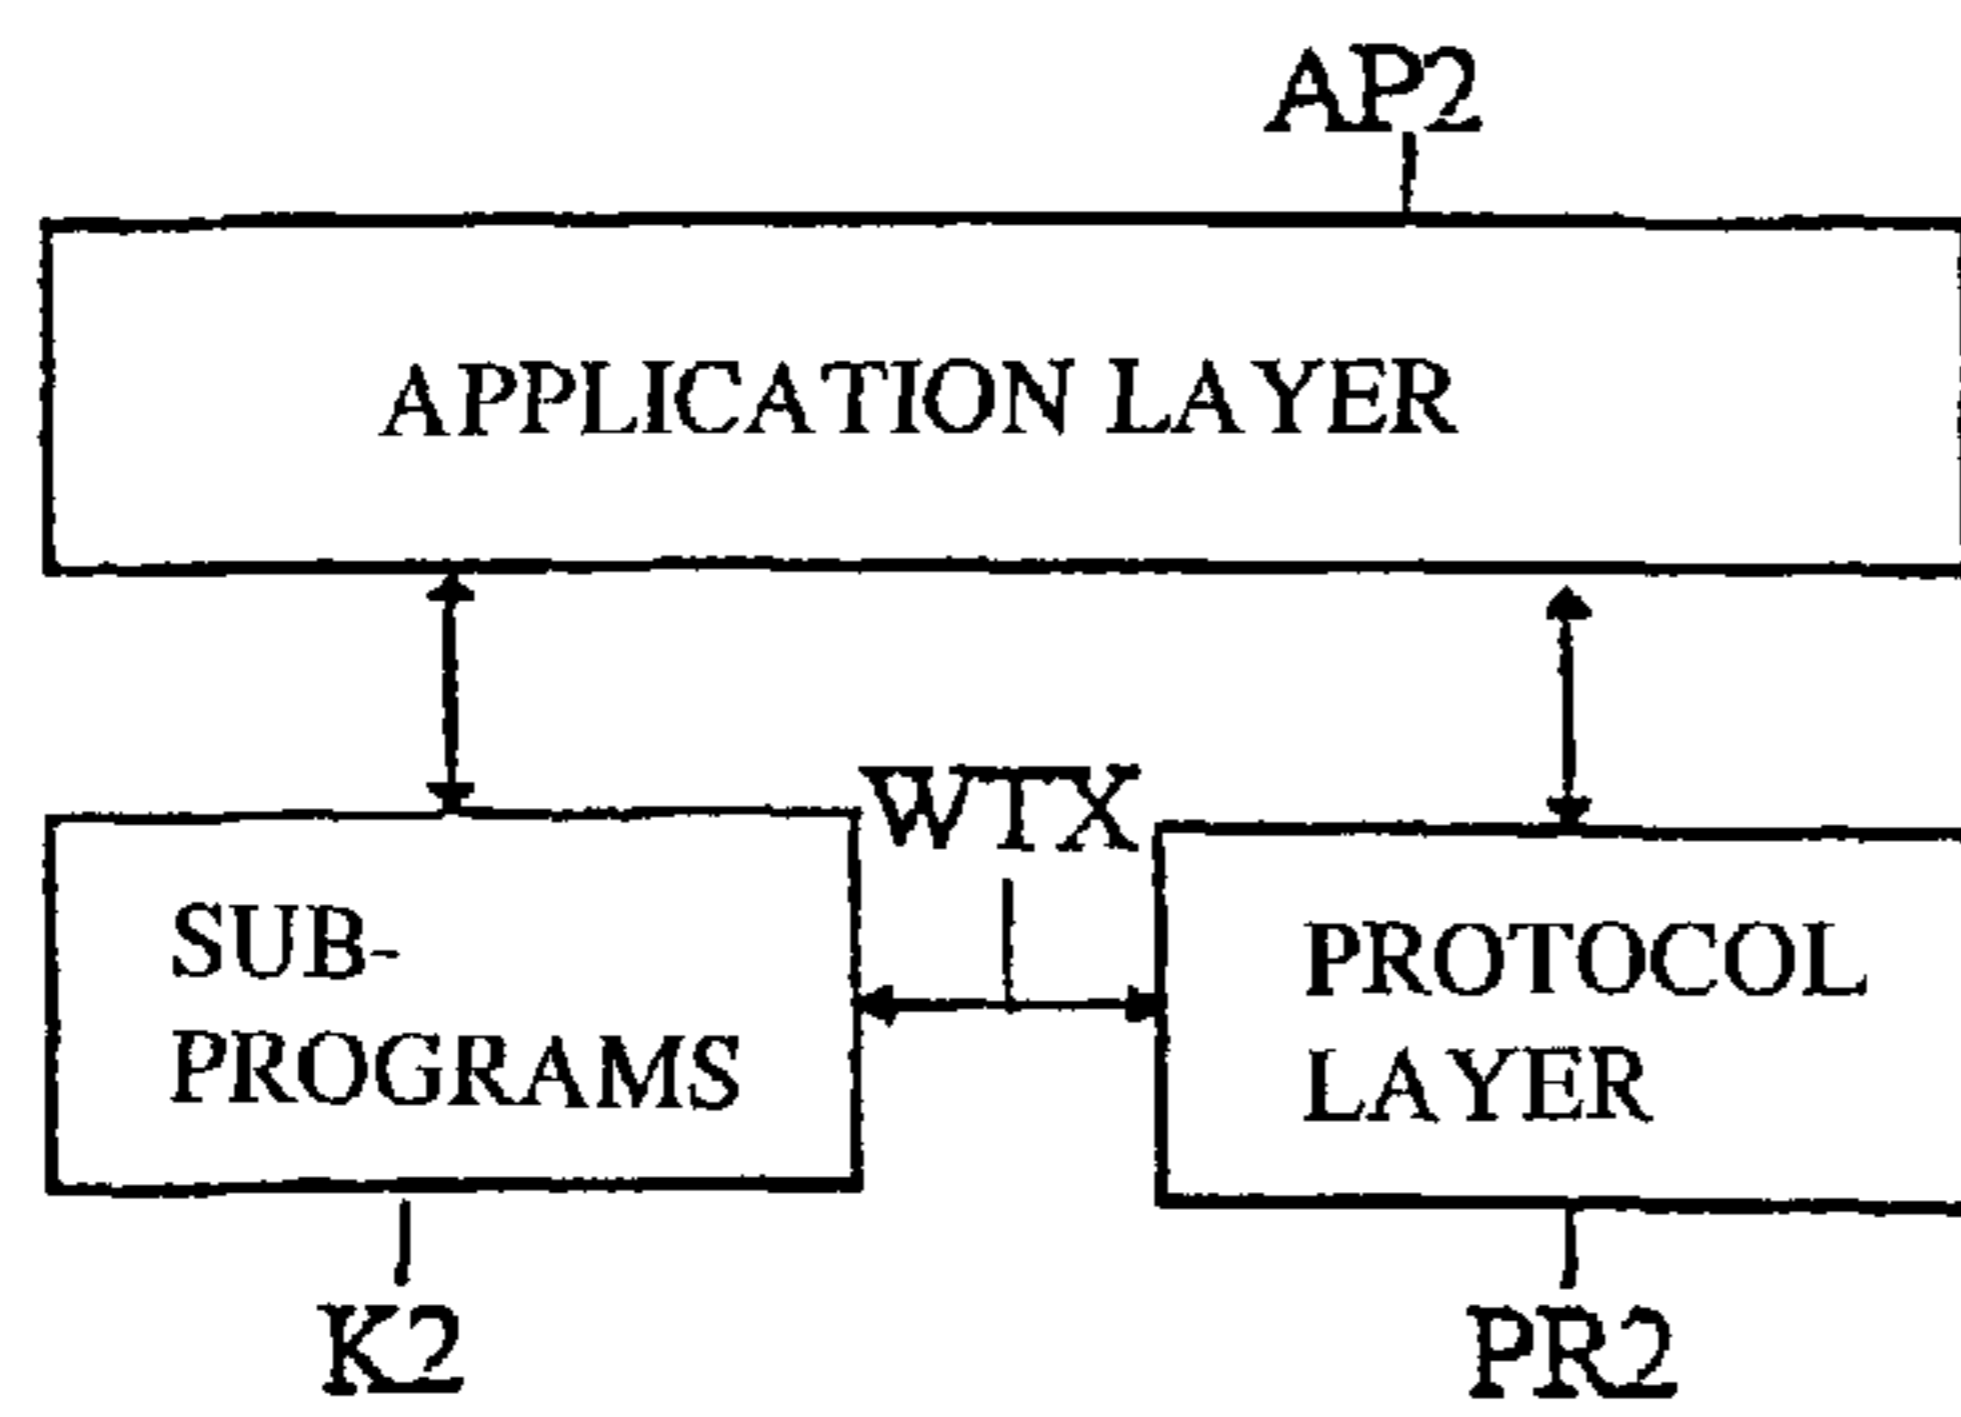 AP2
APPLICATION LAYER
WTX
SUB-
PROGRAMS
PROTOCOL
LAYER
K2
PR2